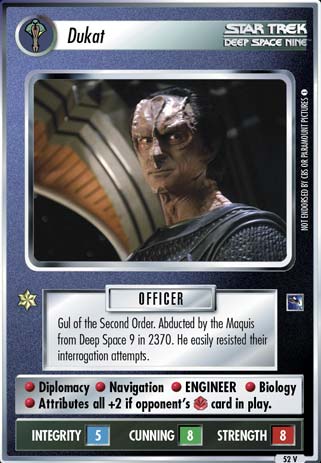 Dukat
STAR TREK
DEEP SPACE NINE
NOT ENDORSED BY CBS OR PARAMOUNT PICTURES
OFFICER
Gul of the Second Order. Abducted by the Maquis
from Deep Space 9 in 2370. He easily resisted their
interrogation attempts.
• Diplomacy • Navigation • ENGINEER • Biology
• Attributes all +2 if opponent's card in play.
INTEGRITY 5 CUNNING 8 STRENGTH 8
52 V